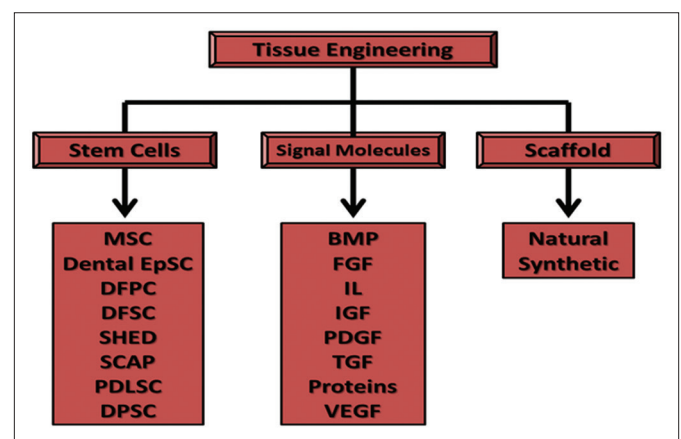 Tissue Engineering
Stem Cells
Signal Molecules
Scaffold
MSC
Dental EpSC
DFPC
DFSC
SHED
SCAP
PDLSC
DPSC
BMP
FGF
IL
IGF
PDGF
TGF
Proteins
VEGF
Natural
Synthetic